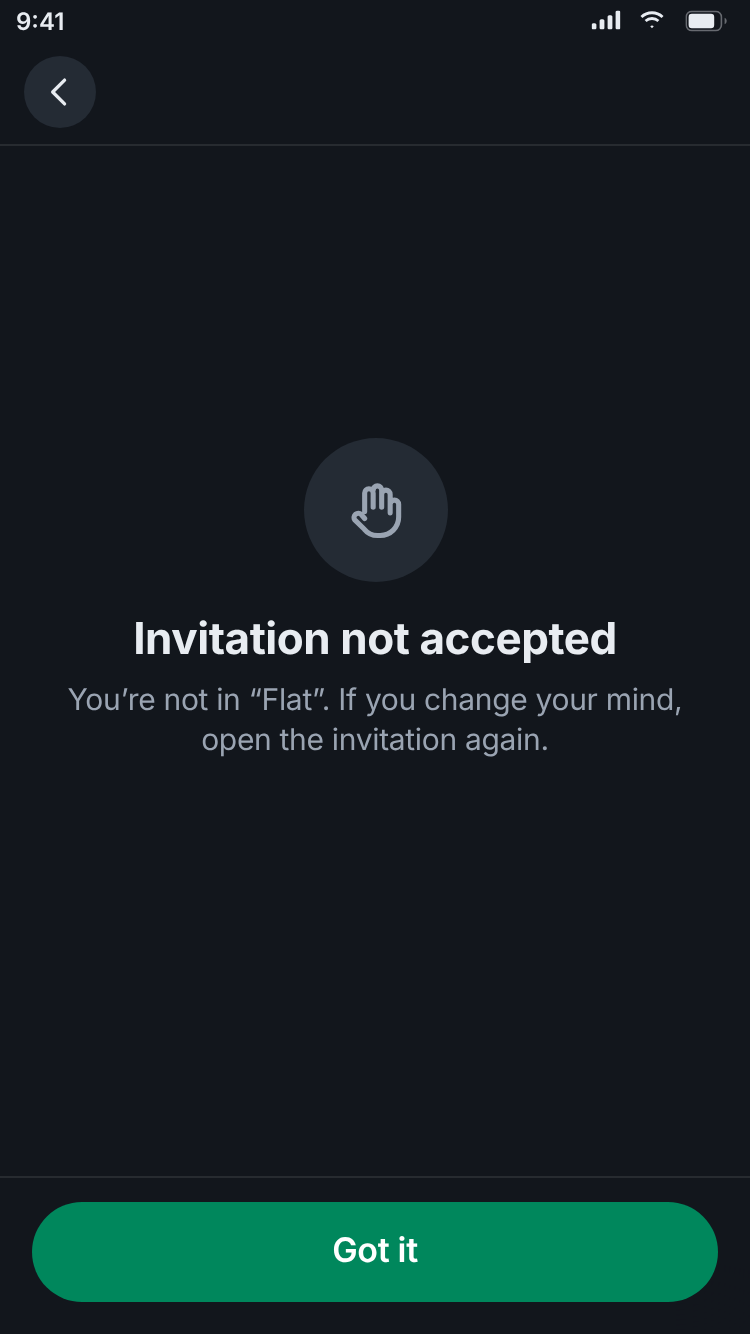 9:41
Invitation not accepted
You’re not in “Flat”. If you change your mind,
open the invitation again.
Got it